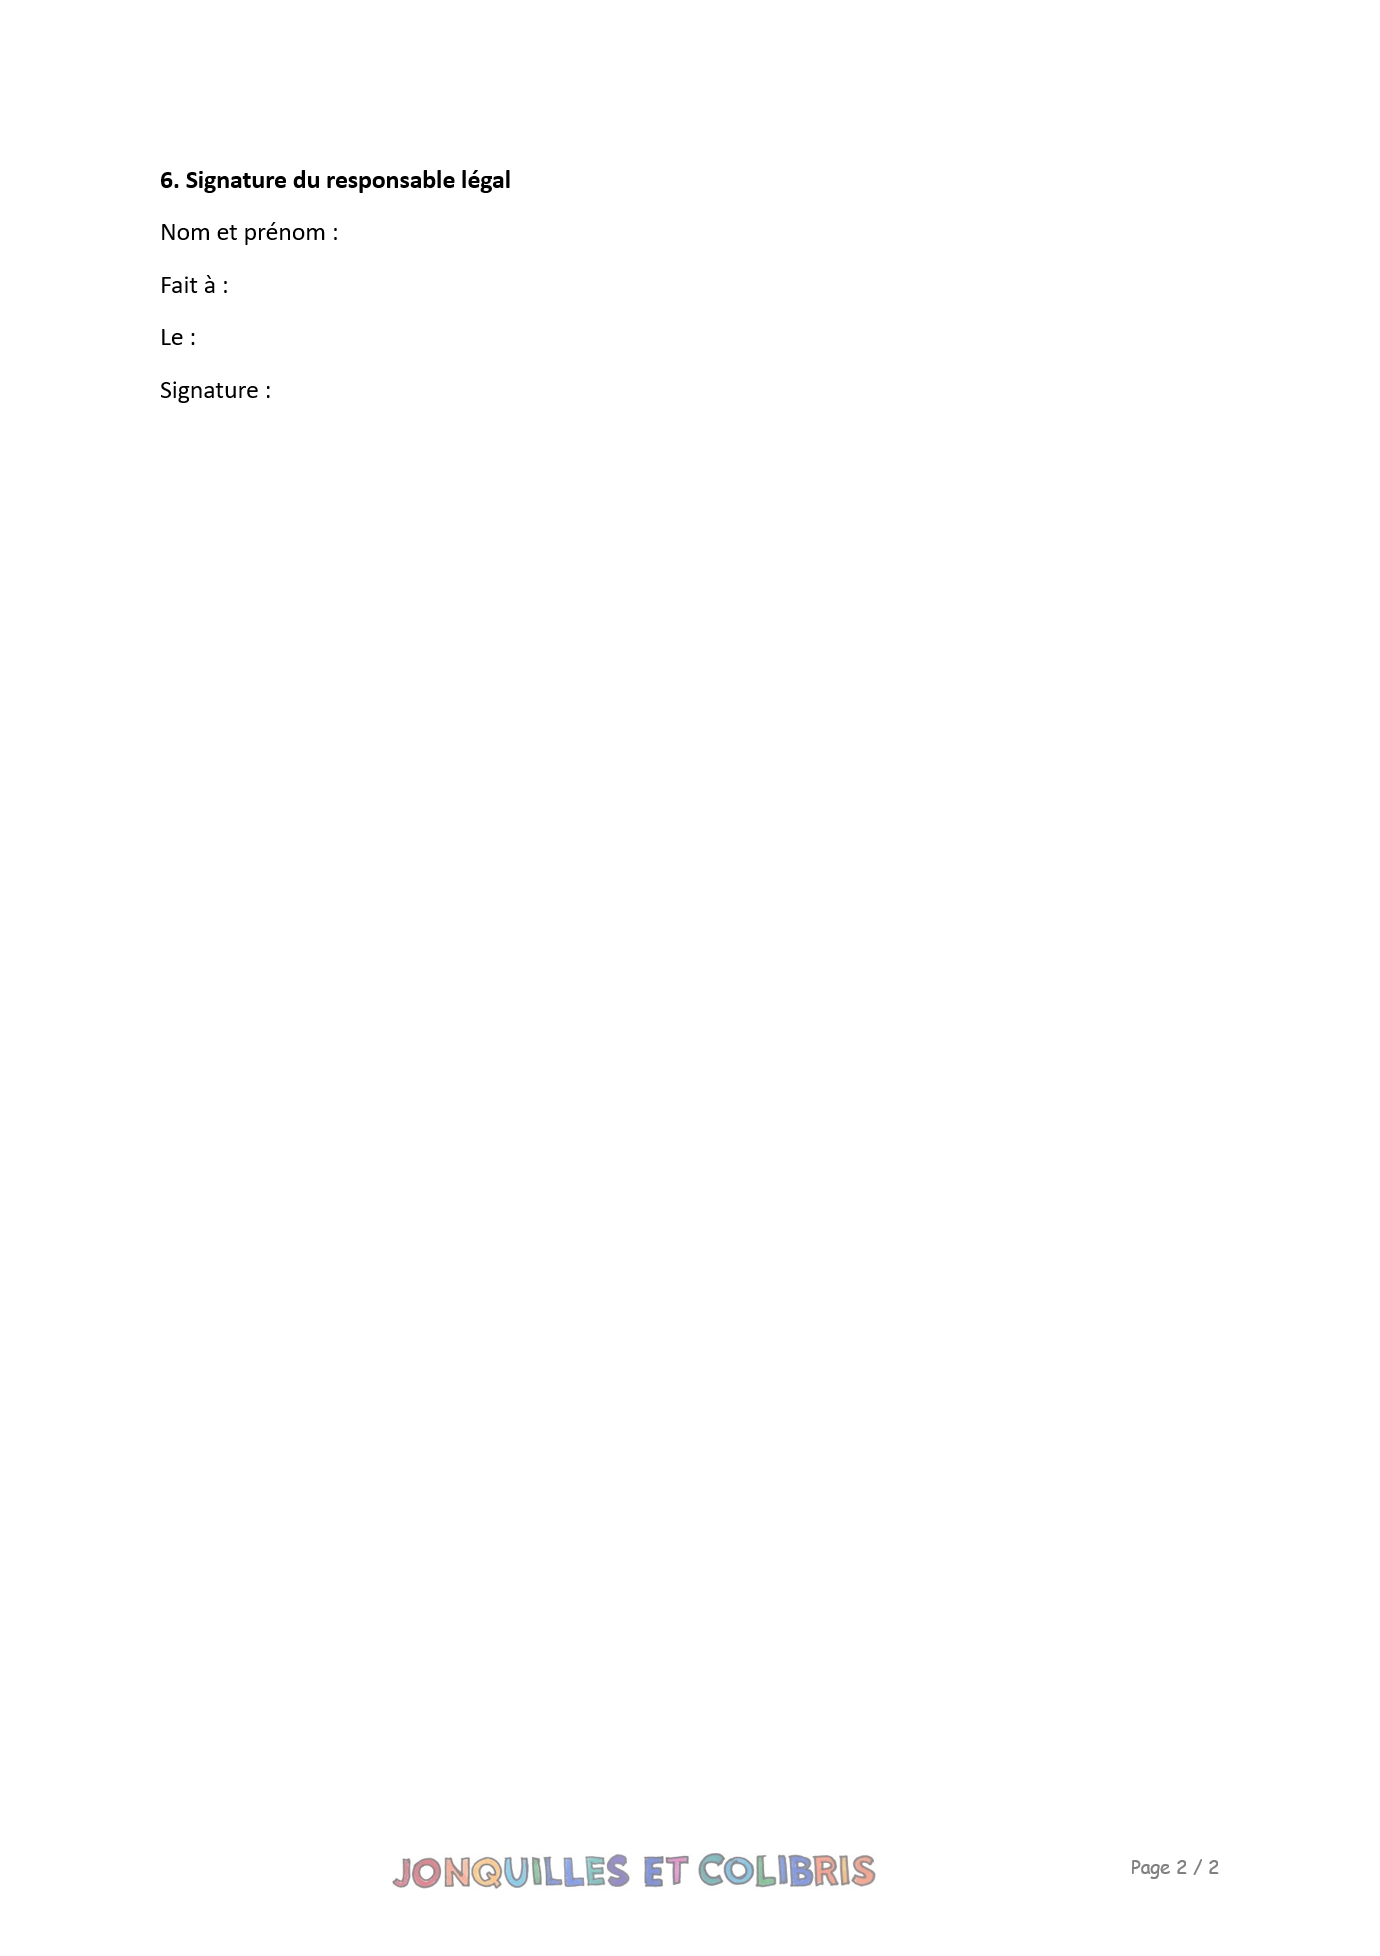 6. Signature du responsable légal
Nom et prénom :
Fait à :
Le :
Signature :
JONQUILLES ET COLIBRIS
Page 2 / 2